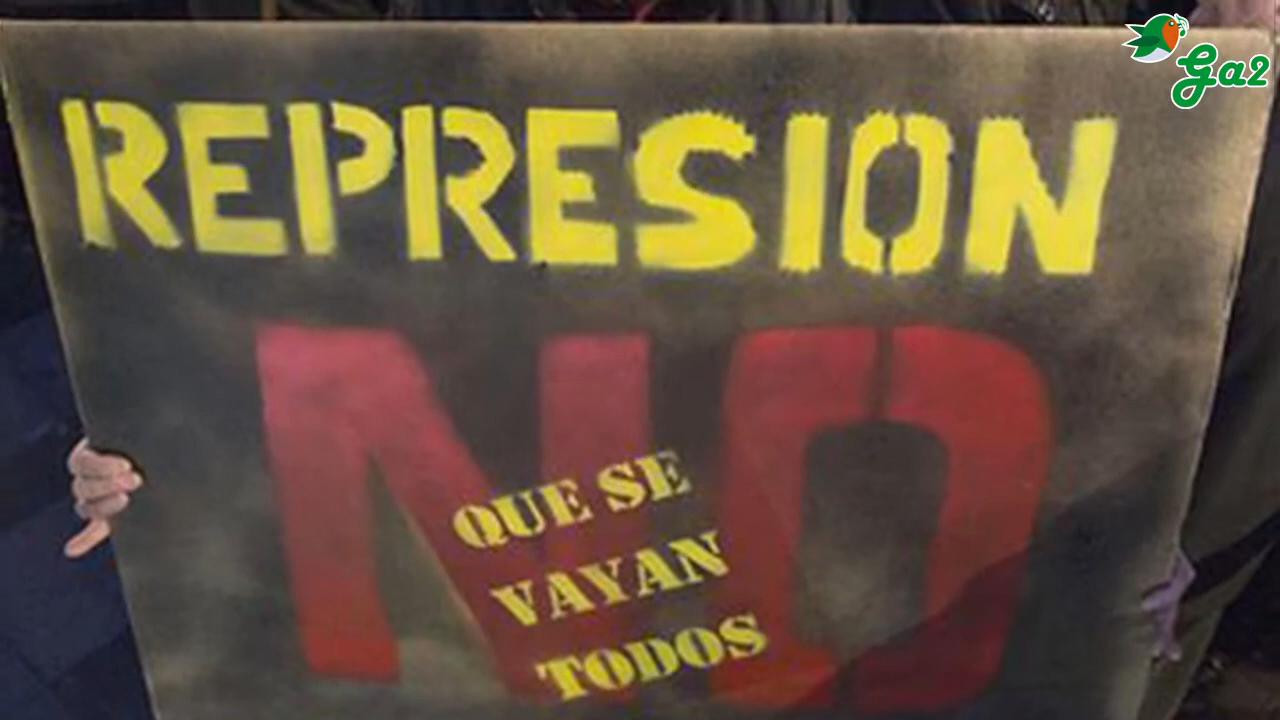 Ga2
REPRESION
NO
QUE SE
VAYAN
TODOS